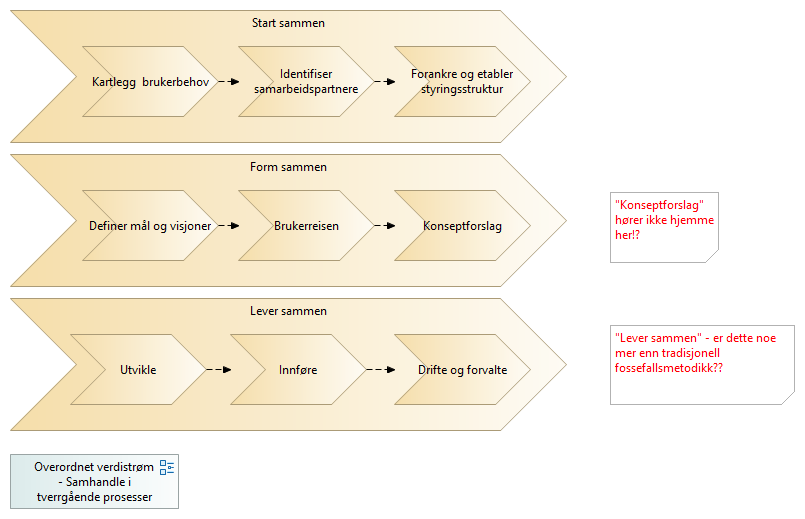 Start sammen
Kartlegg brukerbehov
Identifiser
samarbeidspartnere
Forankre og etabler
styringsstruktur
Form sammen
Definer mål og visjoner
Brukerreisen
Konseptforslag
"Konseptforslag"
hører ikke hjemme
her!?
Lever sammen
Utvikle
Innføre
Drifte og forvalte
"Lever sammen" - er dette noe
mer enn tradisjonell
fossefallsmetodikk??
Overordnet verdistrøm
- Samhandle i
tverrgående prosesser